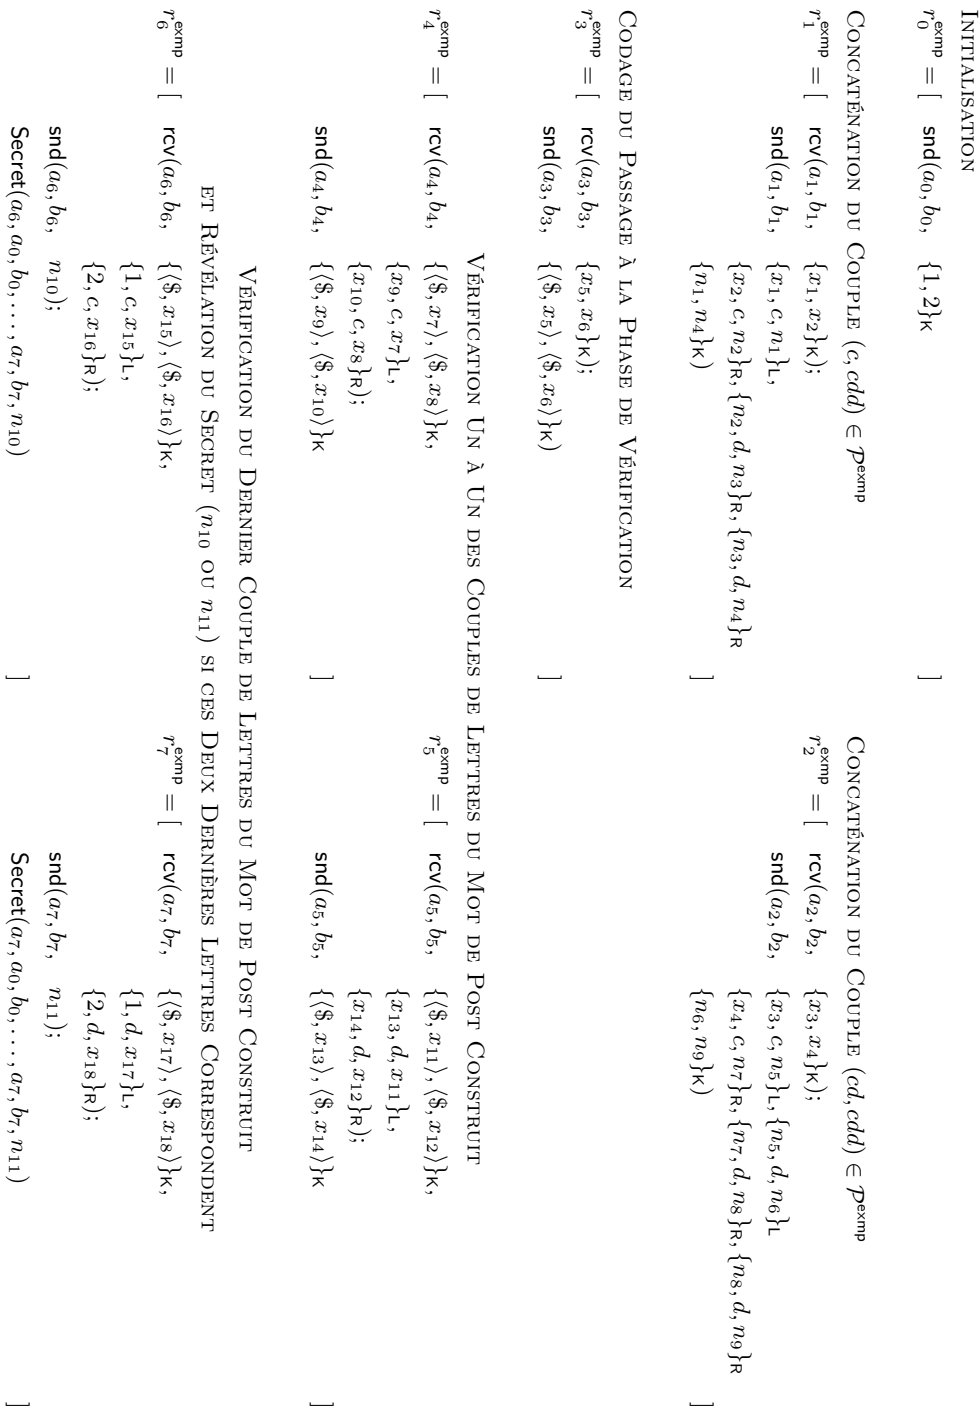 INITIALISATION
r_0^exmp = [ snd(a_0, b_0, {1, 2}_K ]
CONCATÉNATION DU COUPLE (c, cdd) ∈ P^exmp
r_1^exmp = [ rcv(a_1, b_1, {x_1, x_2}_K);
snd(a_1, b_1, {x_1, c, n_1}_L,
{x_2, c, n_2}_R, {n_2, d, n_3}_R, {n_3, d, n_4}_R
{n_1, n_4}_K) ]
CONCATÉNATION DU COUPLE (cd, cdd) ∈ P^exmp
r_2^exmp = [ rcv(a_2, b_2, {x_3, x_4}_K);
snd(a_2, b_2, {x_3, c, n_5}_L, {n_5, d, n_6}_L
{x_4, c, n_7}_R, {n_7, d, n_8}_R, {n_8, d, n_9}_R
{n_6, n_9}_K) ]
CODAGE DU PASSAGE À LA PHASE DE VÉRIFICATION
r_3^exmp = [ rcv(a_3, b_3, {x_5, x_6}_K);
snd(a_3, b_3, {⟨$, x_5⟩, ⟨$, x_6⟩}_K) ]
VÉRIFICATION UN À UN DES COUPLES DE LETTRES DU MOT DE POST CONSTRUIT
r_4^exmp = [ rcv(a_4, b_4, {⟨$, x_7⟩, ⟨$, x_8⟩}_K,
{x_9, c, x_7}_L,
{x_10, c, x_8}_R);
snd(a_4, b_4, {⟨$, x_9⟩, ⟨$, x_10⟩}_K ]
r_5^exmp = [ rcv(a_5, b_5, {⟨$, x_11⟩, ⟨$, x_12⟩}_K,
{x_13, d, x_11}_L,
{x_14, d, x_12}_R);
snd(a_5, b_5, {⟨$, x_13⟩, ⟨$, x_14⟩}_K ]
VÉRIFICATION DU DERNIER COUPLE DE LETTRES DU MOT DE POST CONSTRUIT
ET RÉVÉLATION DU SECRET (n_10 OU n_11) SI CES DEUX DERNIÈRES LETTRES CORRESPONDENT
r_6^exmp = [ rcv(a_6, b_6, {⟨$, x_15⟩, ⟨$, x_16⟩}_K,
{1, c, x_15}_L,
{2, c, x_16}_R);
snd(a_6, b_6, n_10);
Secret(a_6, a_0, b_0, . . . , a_7, b_7, n_10) ]
r_7^exmp = [ rcv(a_7, b_7, {⟨$, x_17⟩, ⟨$, x_18⟩}_K,
{1, d, x_17}_L,
{2, d, x_18}_R);
snd(a_7, b_7, n_11);
Secret(a_7, a_0, b_0, . . . , a_7, b_7, n_11) ]